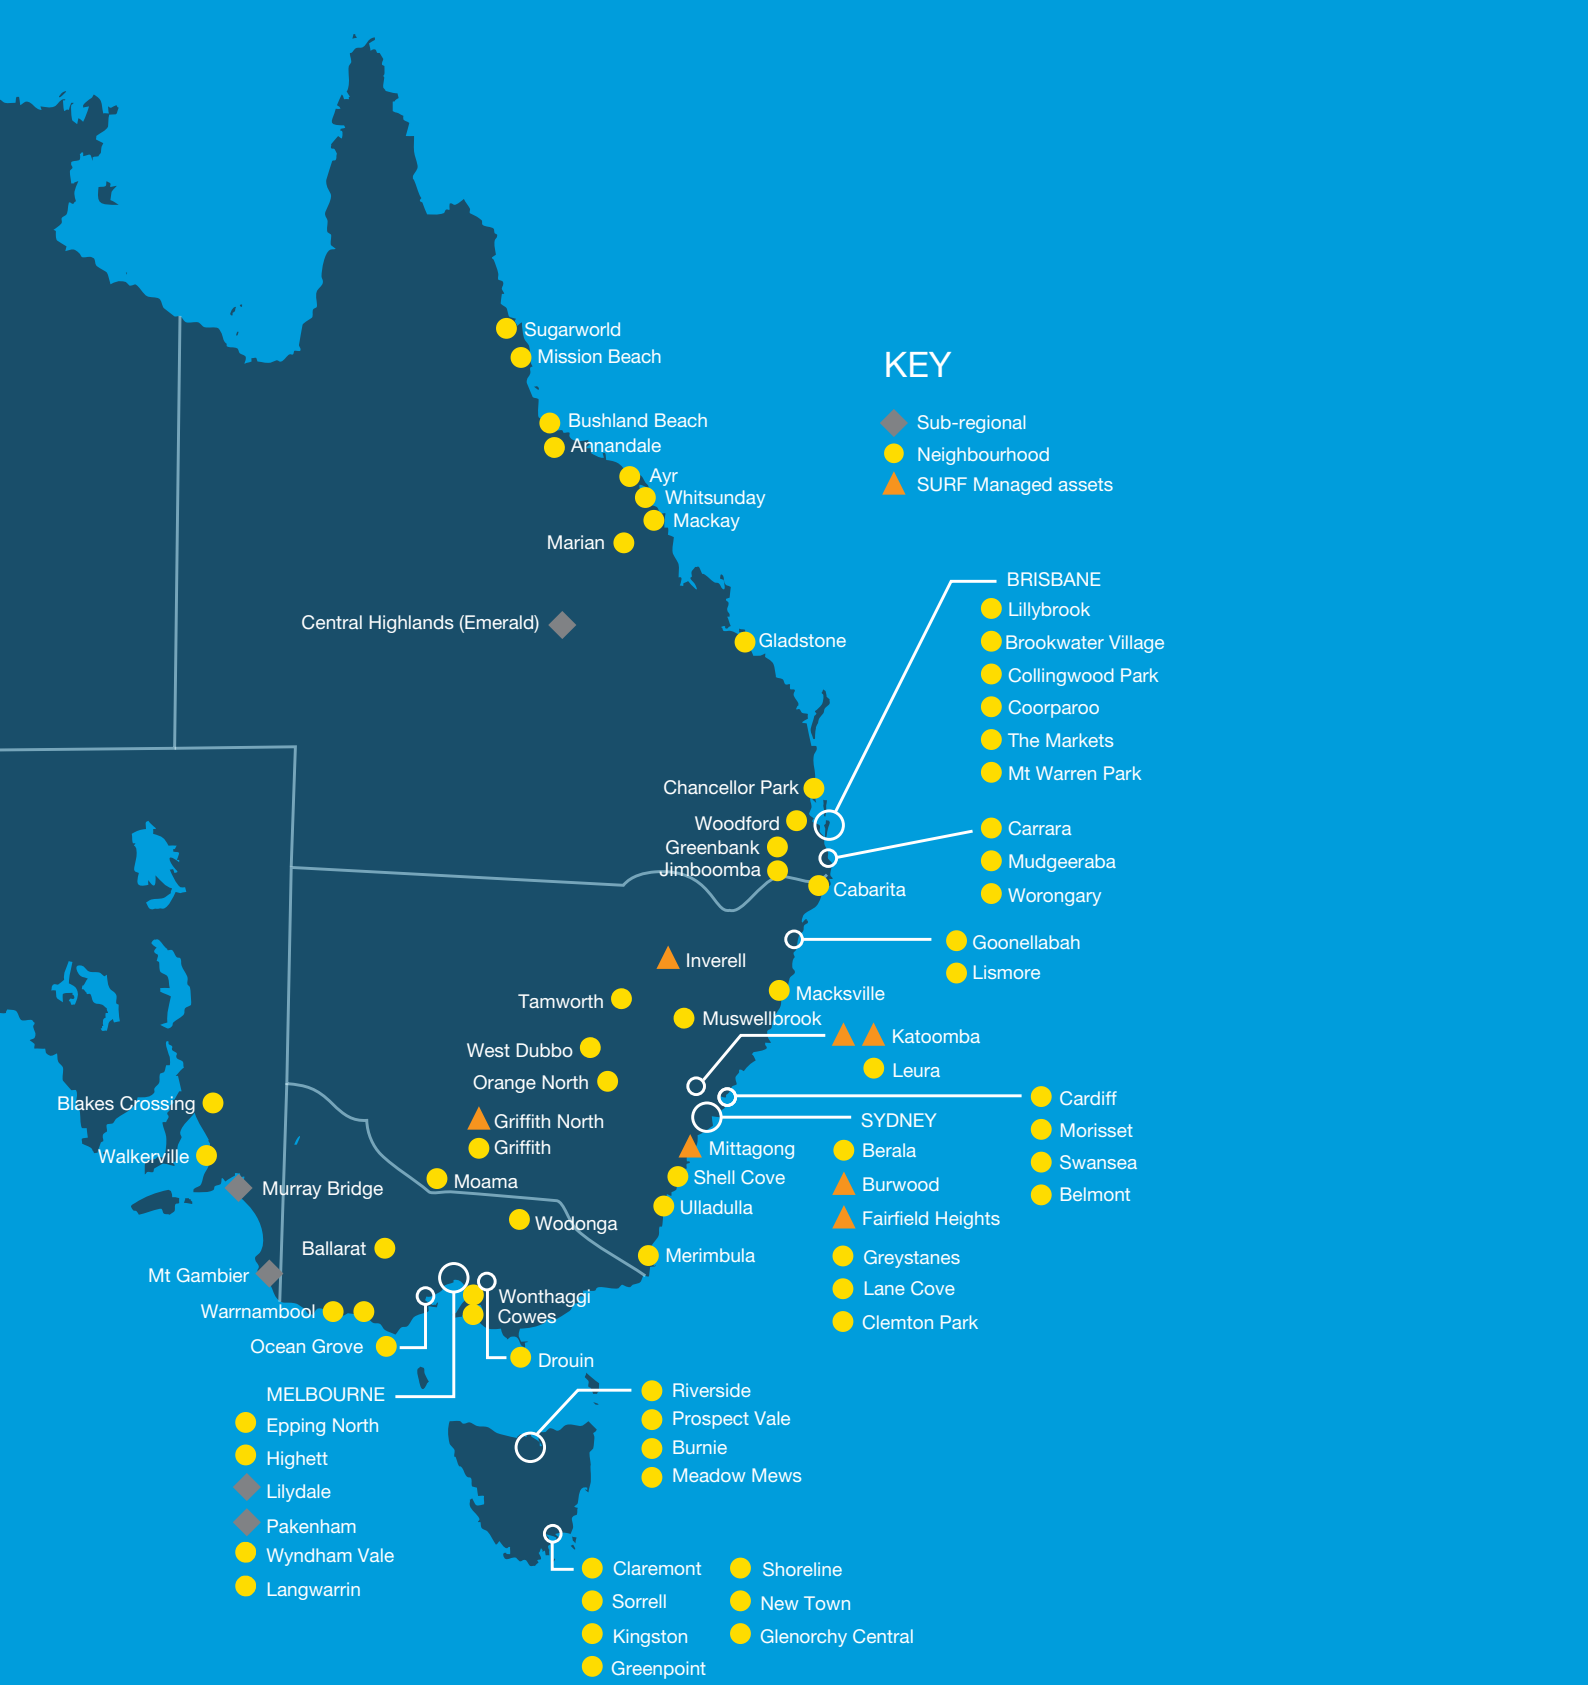 Sugarworld
Mission Beach
KEY
Bushland Beach
Sub-regional
Annandale
Neighbourhood
Ayr
SURF Managed assets
Whitsunday
Mackay
Marian
BRISBANE
Lillybrook
Central Highlands (Emerald)
Gladstone
Brookwater Village
Collingwood Park
Coorparoo
The Markets
Mt Warren Park
Chancellor Park
Woodford
Carrara
Greenbank
Mudgeeraba
Jimboomba
Cabarita
Worongary
Goonellabah
Inverell
Lismore
Tamworth
Macksville
Muswellbrook
Katoomba
West Dubbo
Leura
Orange North
Cardiff
Blakes Crossing
Griffith North
SYDNEY
Morisset
Griffith
Mittagong
Berala
Walkerville
Swansea
Moama
Shell Cove
Burwood
Murray Bridge
Belmont
Ulladulla
Fairfield Heights
Wodonga
Ballarat
Merimbula
Greystanes
Mt Gambier
Lane Cove
Wonthaggi
Warrnambool
Cowes
Clemton Park
Ocean Grove
Drouin
MELBOURNE
Epping North
Highett
Lilydale
Pakenham
Wyndham Vale
Langwarrin
Riverside
Prospect Vale
Burnie
Meadow Mews
Claremont
Sorrell
Kingston
Greenpoint
Shoreline
New Town
Glenorchy Central